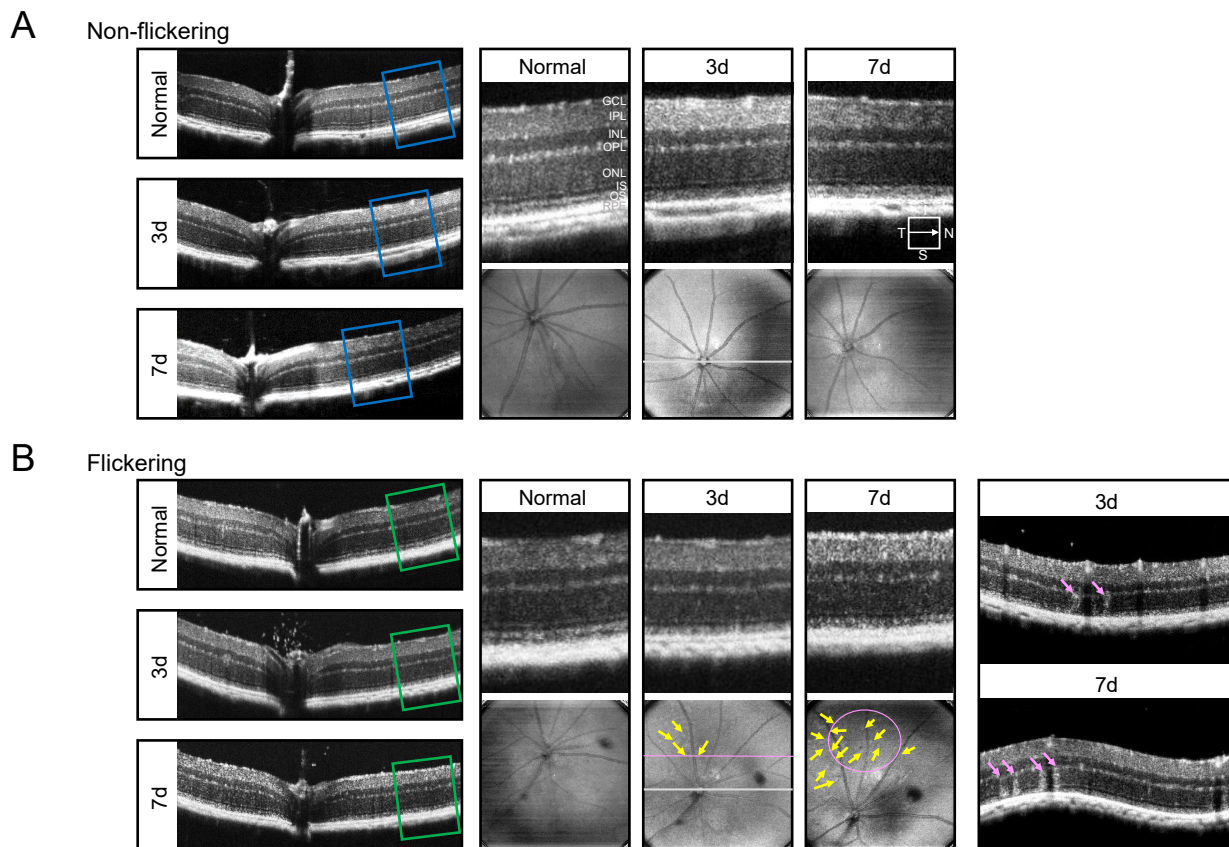 A
Non-flickering
Normal
3d
7d
Normal
3d
7d
GCL
IPL
INL
OPL
ONL
IS
OS
RPE
T
N
S
B
Flickering
Normal
3d
7d
Normal
3d
7d
3d
7d